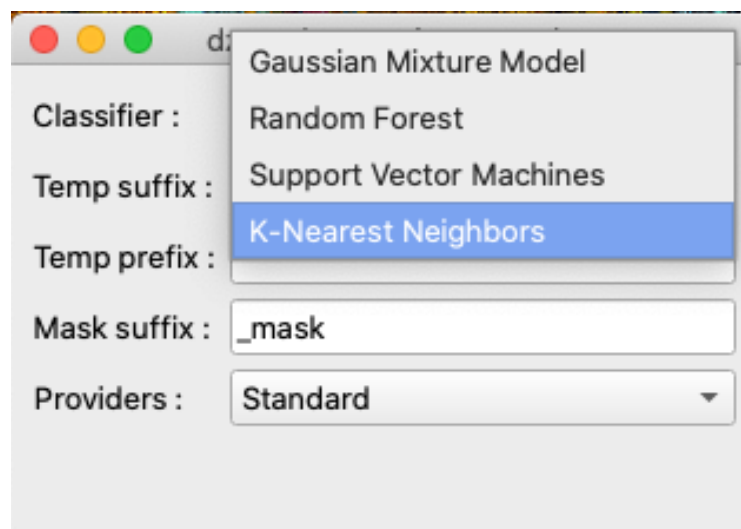 Gaussian Mixture Model
Classifier :
Random Forest
Temp suffix :
Support Vector Machines
K-Nearest Neighbors
Temp prefix :
Mask suffix :
_mask
Providers :
Standard